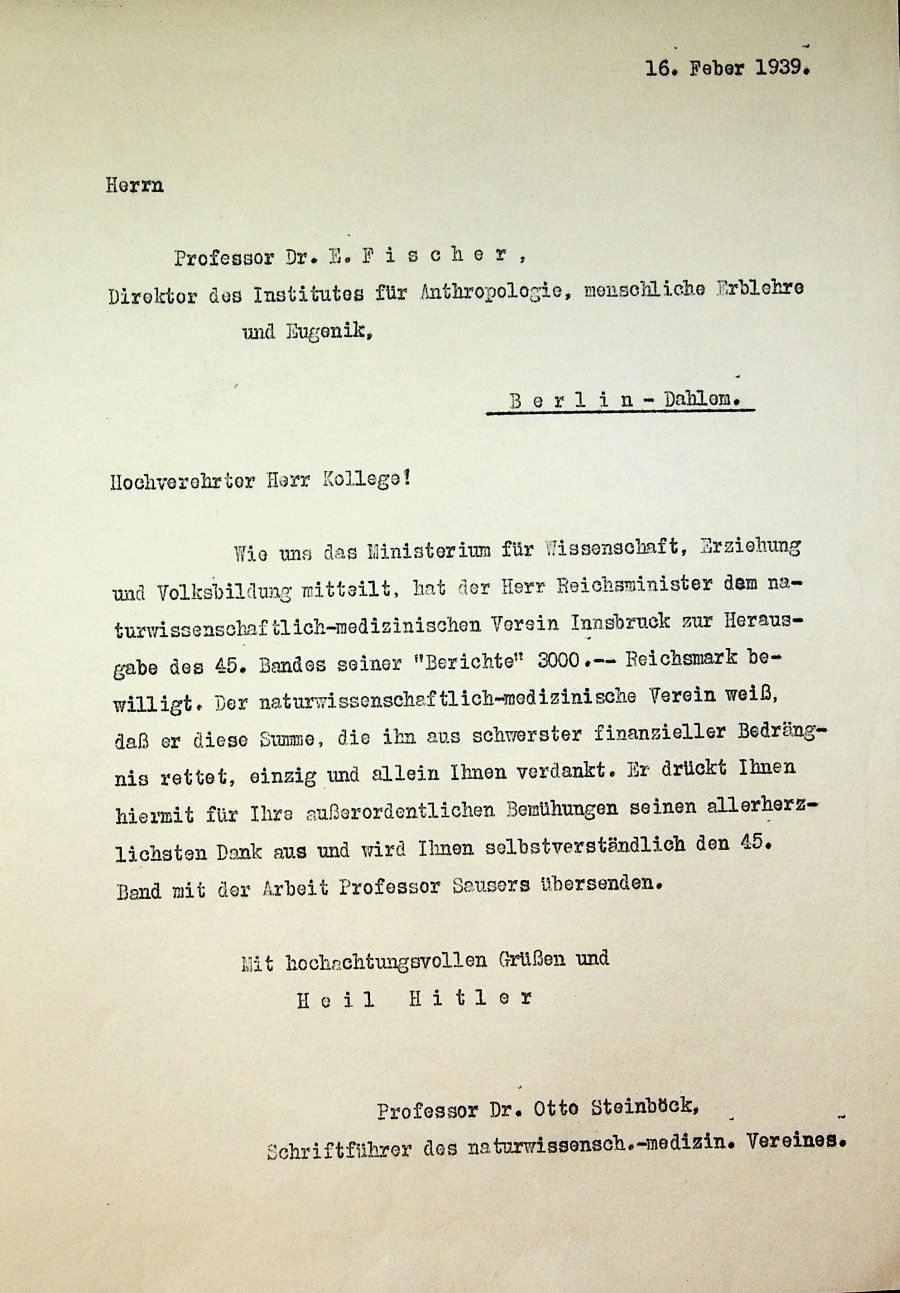 16. Feber 1939.
Herrn
Professor Dr. E. F i s c h e r ,
Direktor des Institutes für Anthropologie, menschliche Erblehre
und Eugenik,
B e r l i n - Dahlem.
Hochverehrter Herr Kollege!
Wie uns das Ministerium für Wissenschaft, Erziehung
und Volksbildung mitteilt, hat der Herr Reichsminister dem na-
turwissenschaftlich-medizinischen Verein Innsbruck zur Heraus-
gabe des 45. Bandes seiner "Berichte" 3000.-- Reichsmark be-
willigt. Der naturwissenschaftlich-medizinische Verein weiß,
daß er diese Summe, die ihn aus schwerster finanzieller Bedräng-
nis rettet, einzig und allein Ihnen verdankt. Er drückt Ihnen
hiermit für Ihre außerordentlichen Bemühungen seinen allerherz-
lichsten Dank aus und wird Ihnen selbstverständlich den 45.
Band mit der Arbeit Professor Sausers übersenden.
Mit hochachtungsvollen Grüßen und
H e i l  H i t l e r
Professor Dr. Otto Steinböck,
Schriftführer des naturwissensch.-medizin. Vereines.